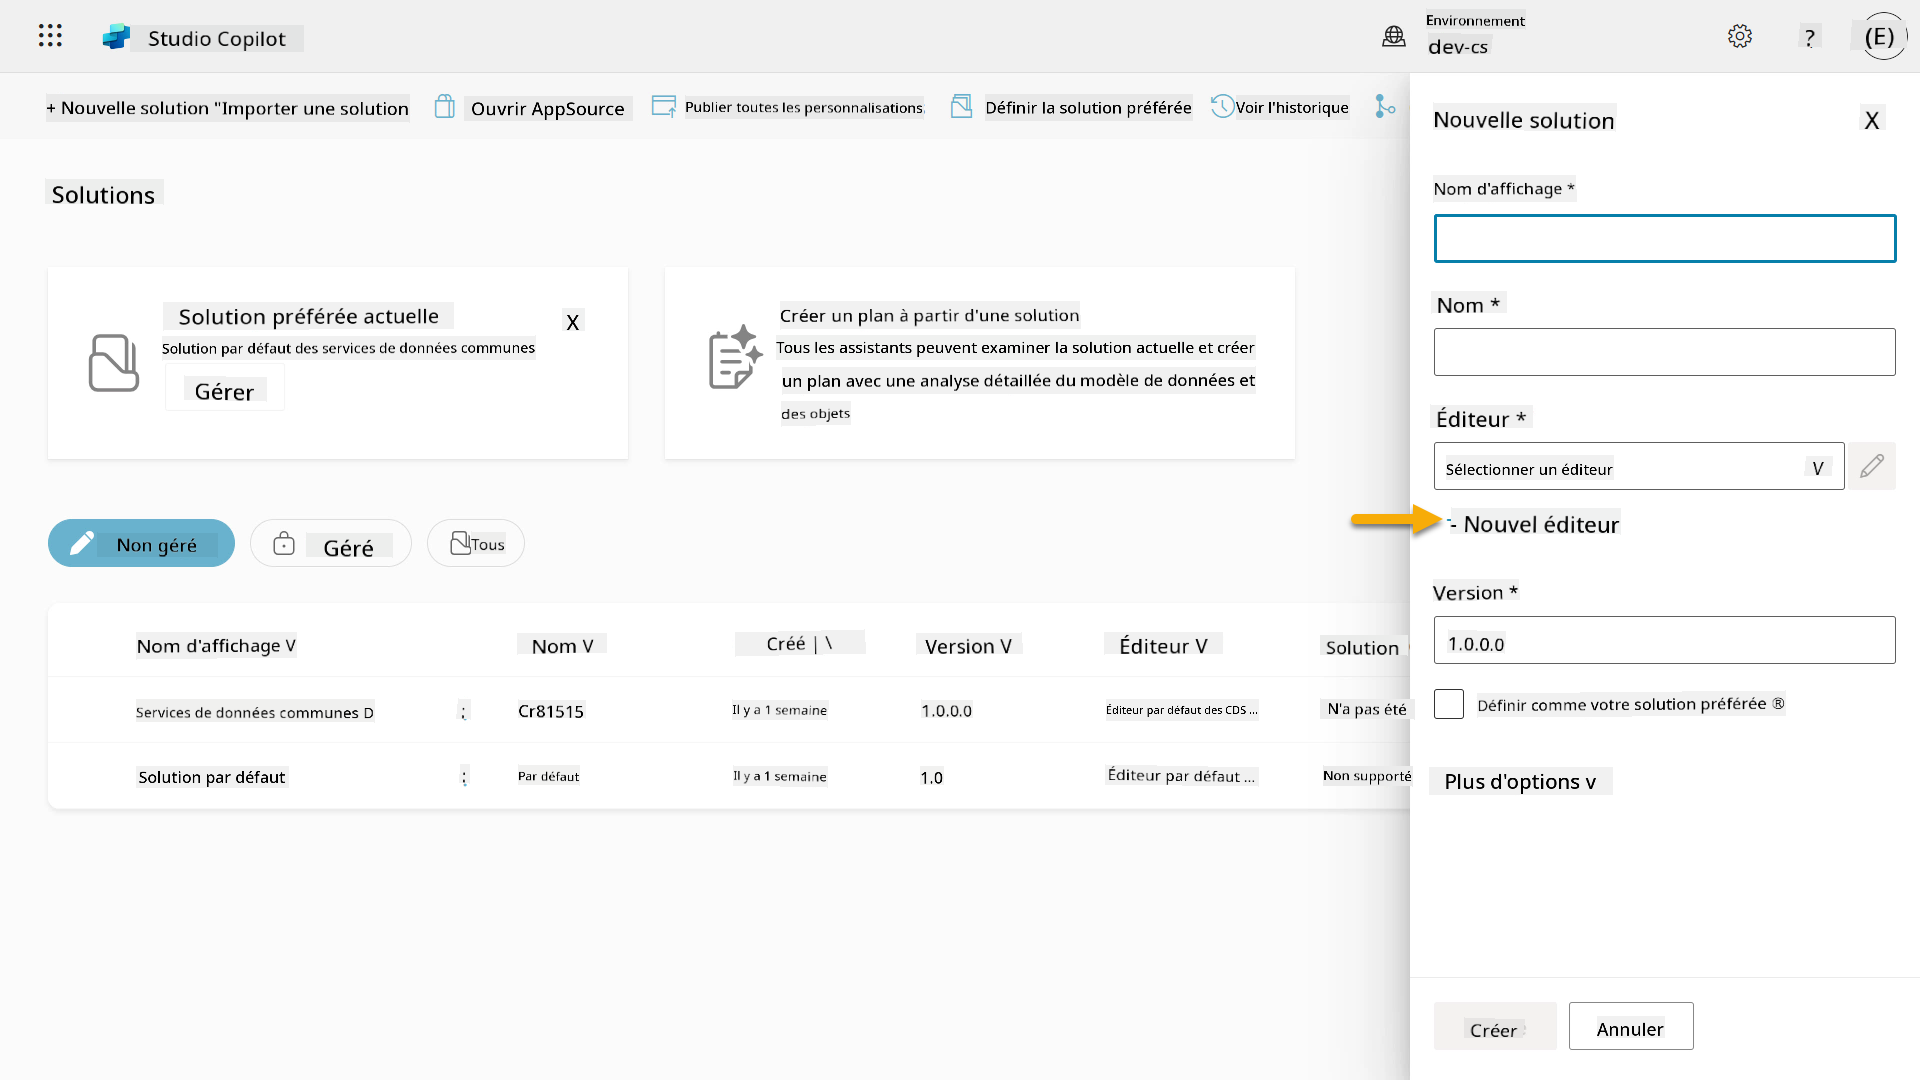 Studio Copilot
Environnement
dev-cs
?
(E)
+ Nouvelle solution "Importer une solution
Ouvrir AppSource
Publier toutes les personnalisations
Définir la solution préférée
Voir l'historique
Solutions
Solution préférée actuelle
X
Solution par défaut des services de données communes
Gérer
Créer un plan à partir d'une solution
Tous les assistants peuvent examiner la solution actuelle et créer
un plan avec une analyse détaillée du modèle de données et
des objets
Non géré
Géré
Tous
Nom d'affichage V
Nom V
Créé | \
Version V
Éditeur V
Solution
Services de données communes D
:
Cr81515
Il y a 1 semaine
1.0.0.0
Éditeur par défaut des CDS ...
N'a pas été
Solution par défaut
:
Par défaut
Il y a 1 semaine
1.0
Éditeur par défaut ...
Non supporté
Nouvelle solution
X
Nom d'affichage *
Nom *
Éditeur *
Sélectionner un éditeur
V
- Nouvel éditeur
Version *
1.0.0.0
Définir comme votre solution préférée ®
Plus d'options v
Créer
Annuler